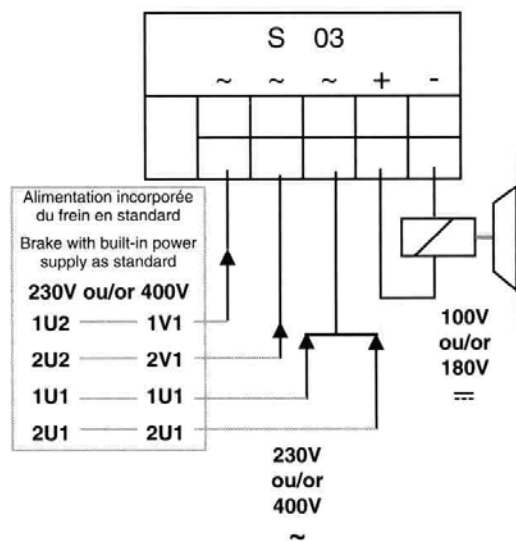 S 03
~ ~ ~ + -
Alimentation incorporée
du frein en standard
Brake with built-in power
supply as standard
230V ou/or 400V
1U2 1V1
2U2 2V1
1U1 1U1
2U1 2U1
100V
ou/or
180V
⎓
230V
ou/or
400V
~